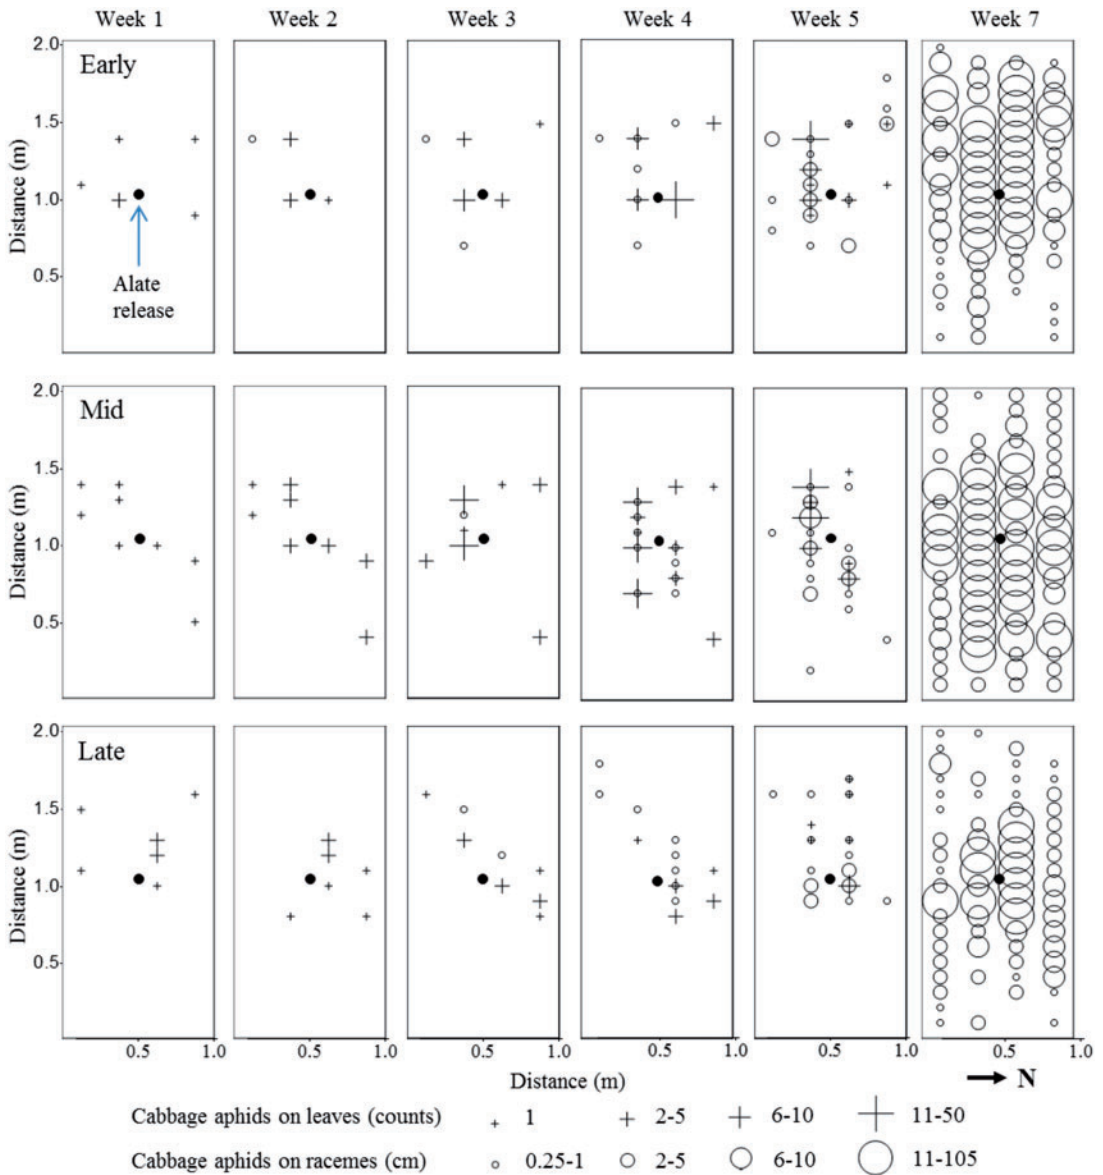 Week 1 Week 2 Week 3 Week 4 Week 5 Week 7
2.0
Early
1.5
Distance (m)
1.0
0.5
Alate
release
2.0
Mid
1.5
Distance (m)
1.0
0.5
2.0
Late
1.5
Distance (m)
1.0
0.5
0.5 1.0 0.5 1.0 0.5 1.0 0.5 1.0 0.5 1.0 0.5 1.0
Distance (m)
N
Cabbage aphids on leaves (counts) 1 2-5 6-10 11-50
Cabbage aphids on racemes (cm) 0.25-1 2-5 6-10 11-105